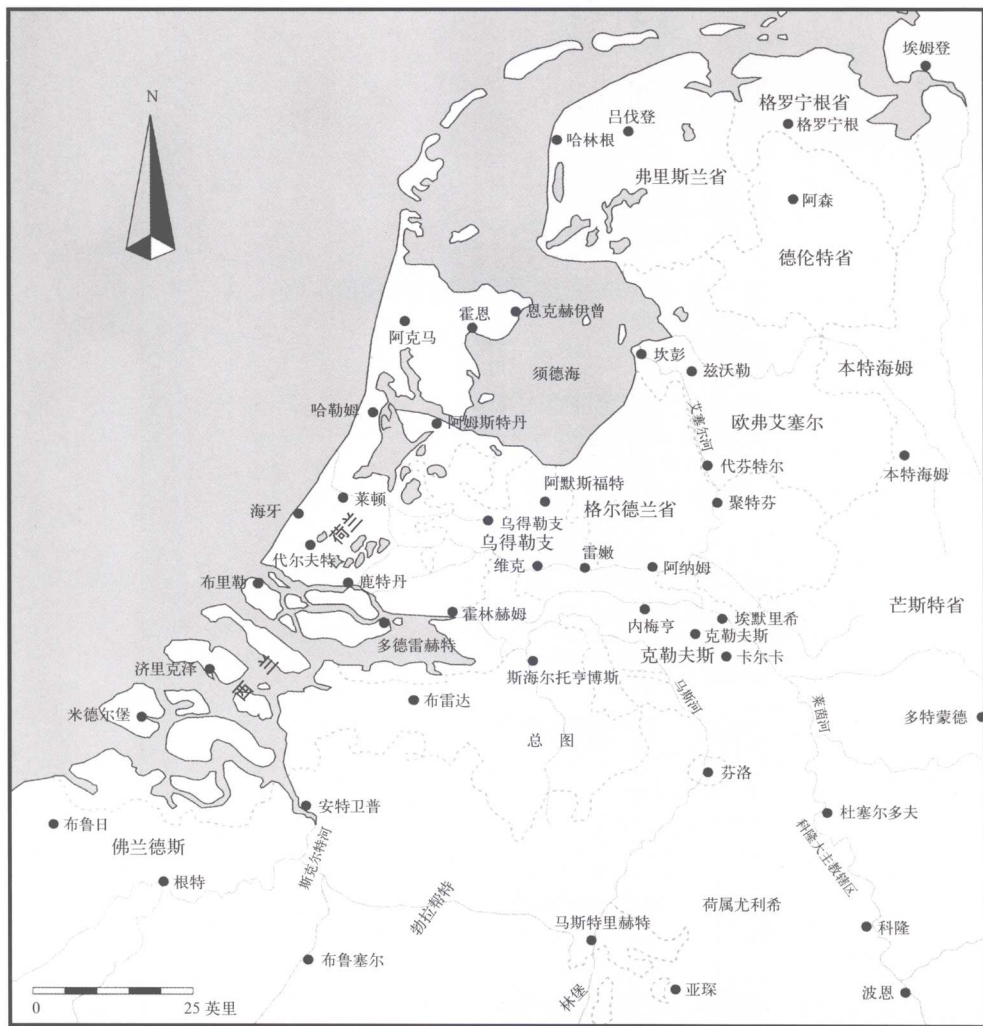 埃姆登
N
格罗宁根省
吕伐登
格罗宁根
哈林根
弗里斯兰省
阿森
德伦特省
恩克赫伊曾
霍恩
阿克马
坎彭
兹沃勒
本特海姆
须德海
哈勒姆
阿姆斯特丹
艾塞尔河
欧弗艾塞尔
代芬特尔
本特海姆
阿默斯福特
莱顿
格尔德兰省
聚特芬
海牙
荷兰
乌得勒支
乌得勒支
代尔夫特
维克
雷嫩
阿纳姆
布里勒
鹿特丹
芒斯特省
霍林赫姆
内梅亨
埃默里希
多德雷赫特
克勒夫斯
克勒夫斯
卡尔卡
济里克泽
西兰
斯海尔托亨博斯
马斯河
布雷达
莱茵河
米德尔堡
多特蒙德
总图
芬洛
安特卫普
杜塞尔多夫
布鲁日
佛兰德斯
斯克尔特河
科隆大主教辖区
根特
勃拉帮特
荷属尤利希
马斯特里赫特
科隆
布鲁塞尔
林堡
亚琛
波恩
0 25 英里